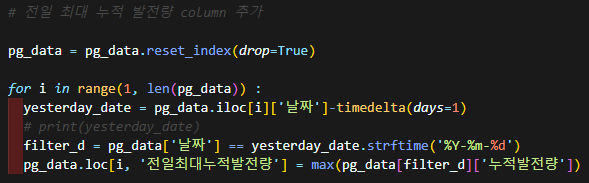 # 전일 최대 누적 발전량 column 추가
pg_data = pg_data.reset_index(drop=True)
for i in range(1, len(pg_data)) :
yesterday_date = pg_data.iloc[i]['날짜']-timedelta(days=1)
# print(yesterday_date)
filter_d = pg_data['날짜'] == yesterday_date.strftime('%Y-%m-%d')
pg_data.loc[i, '전일최대누적발전량'] = max(pg_data[filter_d]['누적발전량'])